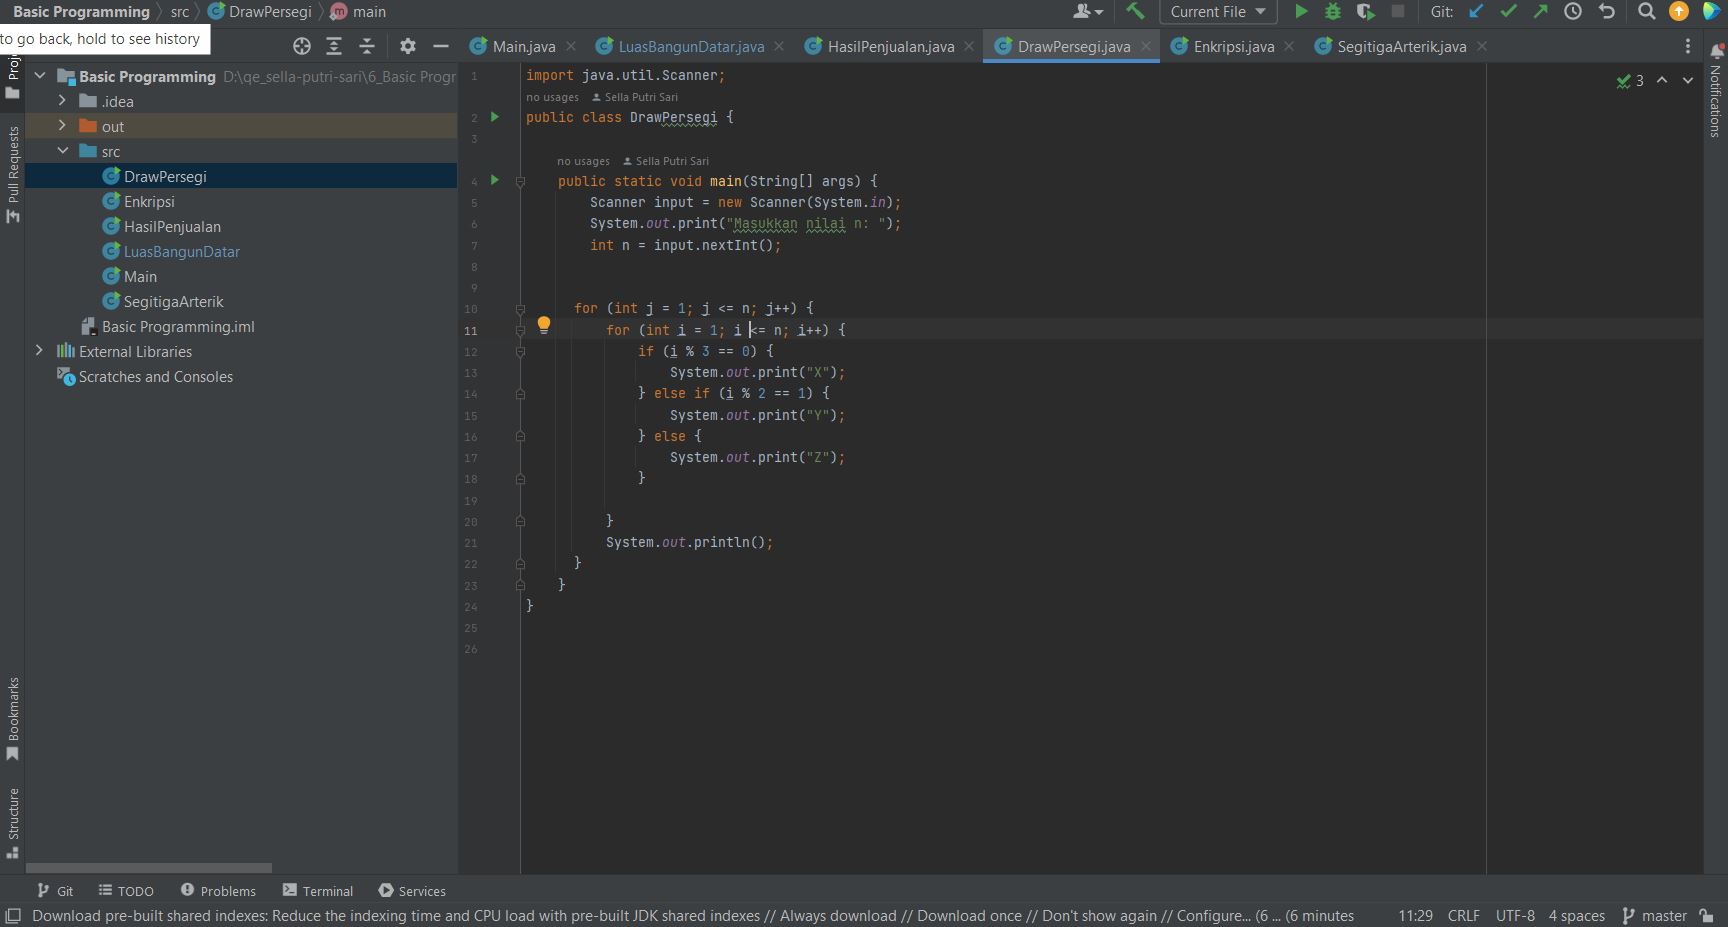 Basic Programming src DrawPersegi main
Current File Git:
to go back, hold to see history
Main.java LuasBangunDatar.java HasilPenjualan.java DrawPersegi.java Enkripsi.java SegitigaArterik.java
Basic Programming D:\qe_sella-putri-sari\6_Basic Progr
.idea
out
src
DrawPersegi
Enkripsi
HasilPenjualan
LuasBangunDatar
Main
SegitigaArterik
Basic Programming.iml
External Libraries
Scratches and Consoles
Pull Requests
Bookmarks
Structure
3
1 import java.util.Scanner;
no usages Sella Putri Sari
2 public class DrawPersegi {
3
no usages Sella Putri Sari
4 public static void main(String[] args) {
5 Scanner input = new Scanner(System.in);
6 System.out.print("Masukkan nilai n: ");
7 int n = input.nextInt();
8
9
10 for (int j = 1; j <= n; j++) {
11 for (int i = 1; i <= n; i++) {
12 if (i % 3 == 0) {
13 System.out.print("X");
14 } else if (i % 2 == 1) {
15 System.out.print("Y");
16 } else {
17 System.out.print("Z");
18 }
19
20 }
21 System.out.println();
22 }
23 }
24 }
25
26
Notifications
Git TODO Problems Terminal Services
Download pre-built shared indexes: Reduce the indexing time and CPU load with pre-built JDK shared indexes // Always download // Download once // Don't show again // Configure... (6 ... (6 minutes 11:29 CRLF UTF-8 4 spaces master